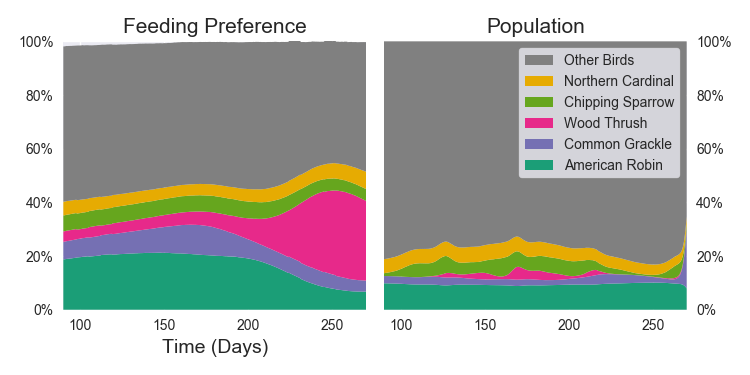 Feeding Preference
Population
100%
80%
60%
40%
20%
0%
100
150
200
250
Time (Days)
Other Birds
Northern Cardinal
Chipping Sparrow
Wood Thrush
Common Grackle
American Robin
100
150
200
250
100%
80%
60%
40%
20%
0%